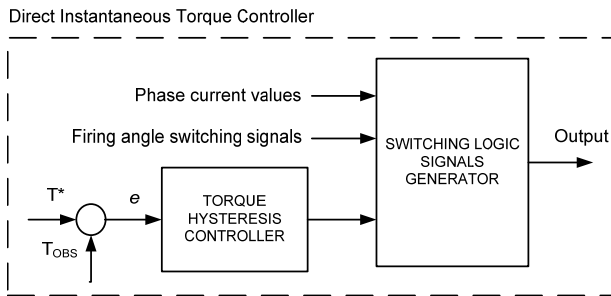 Direct Instantaneous Torque Controller
Phase current values
Firing angle switching signals
SWITCHING LOGIC
SIGNALS
GENERATOR
Output
T*
e
TORQUE
HYSTERESIS
CONTROLLER
TOBS